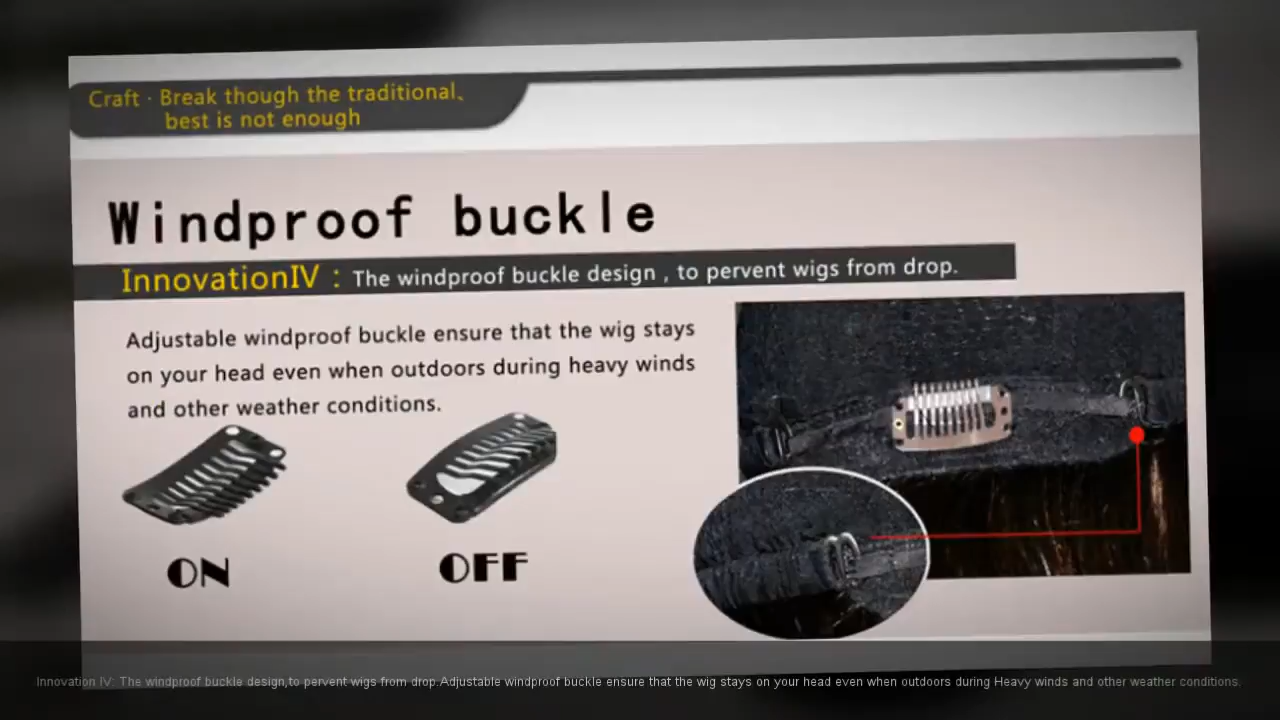 Craft · Break though the traditional、
best is not enough
Windproof buckle
InnovationIV : The windproof buckle design , to pervent wigs from drop.
Adjustable windproof buckle ensure that the wig stays
on your head even when outdoors during heavy winds
and other weather conditions.
ON
OFF
Innovation IV: The windproof buckle design,to pervent wigs from drop.Adjustable windproof buckle ensure that the wig stays on your head even when outdoors during Heavy winds and other weather conditions.